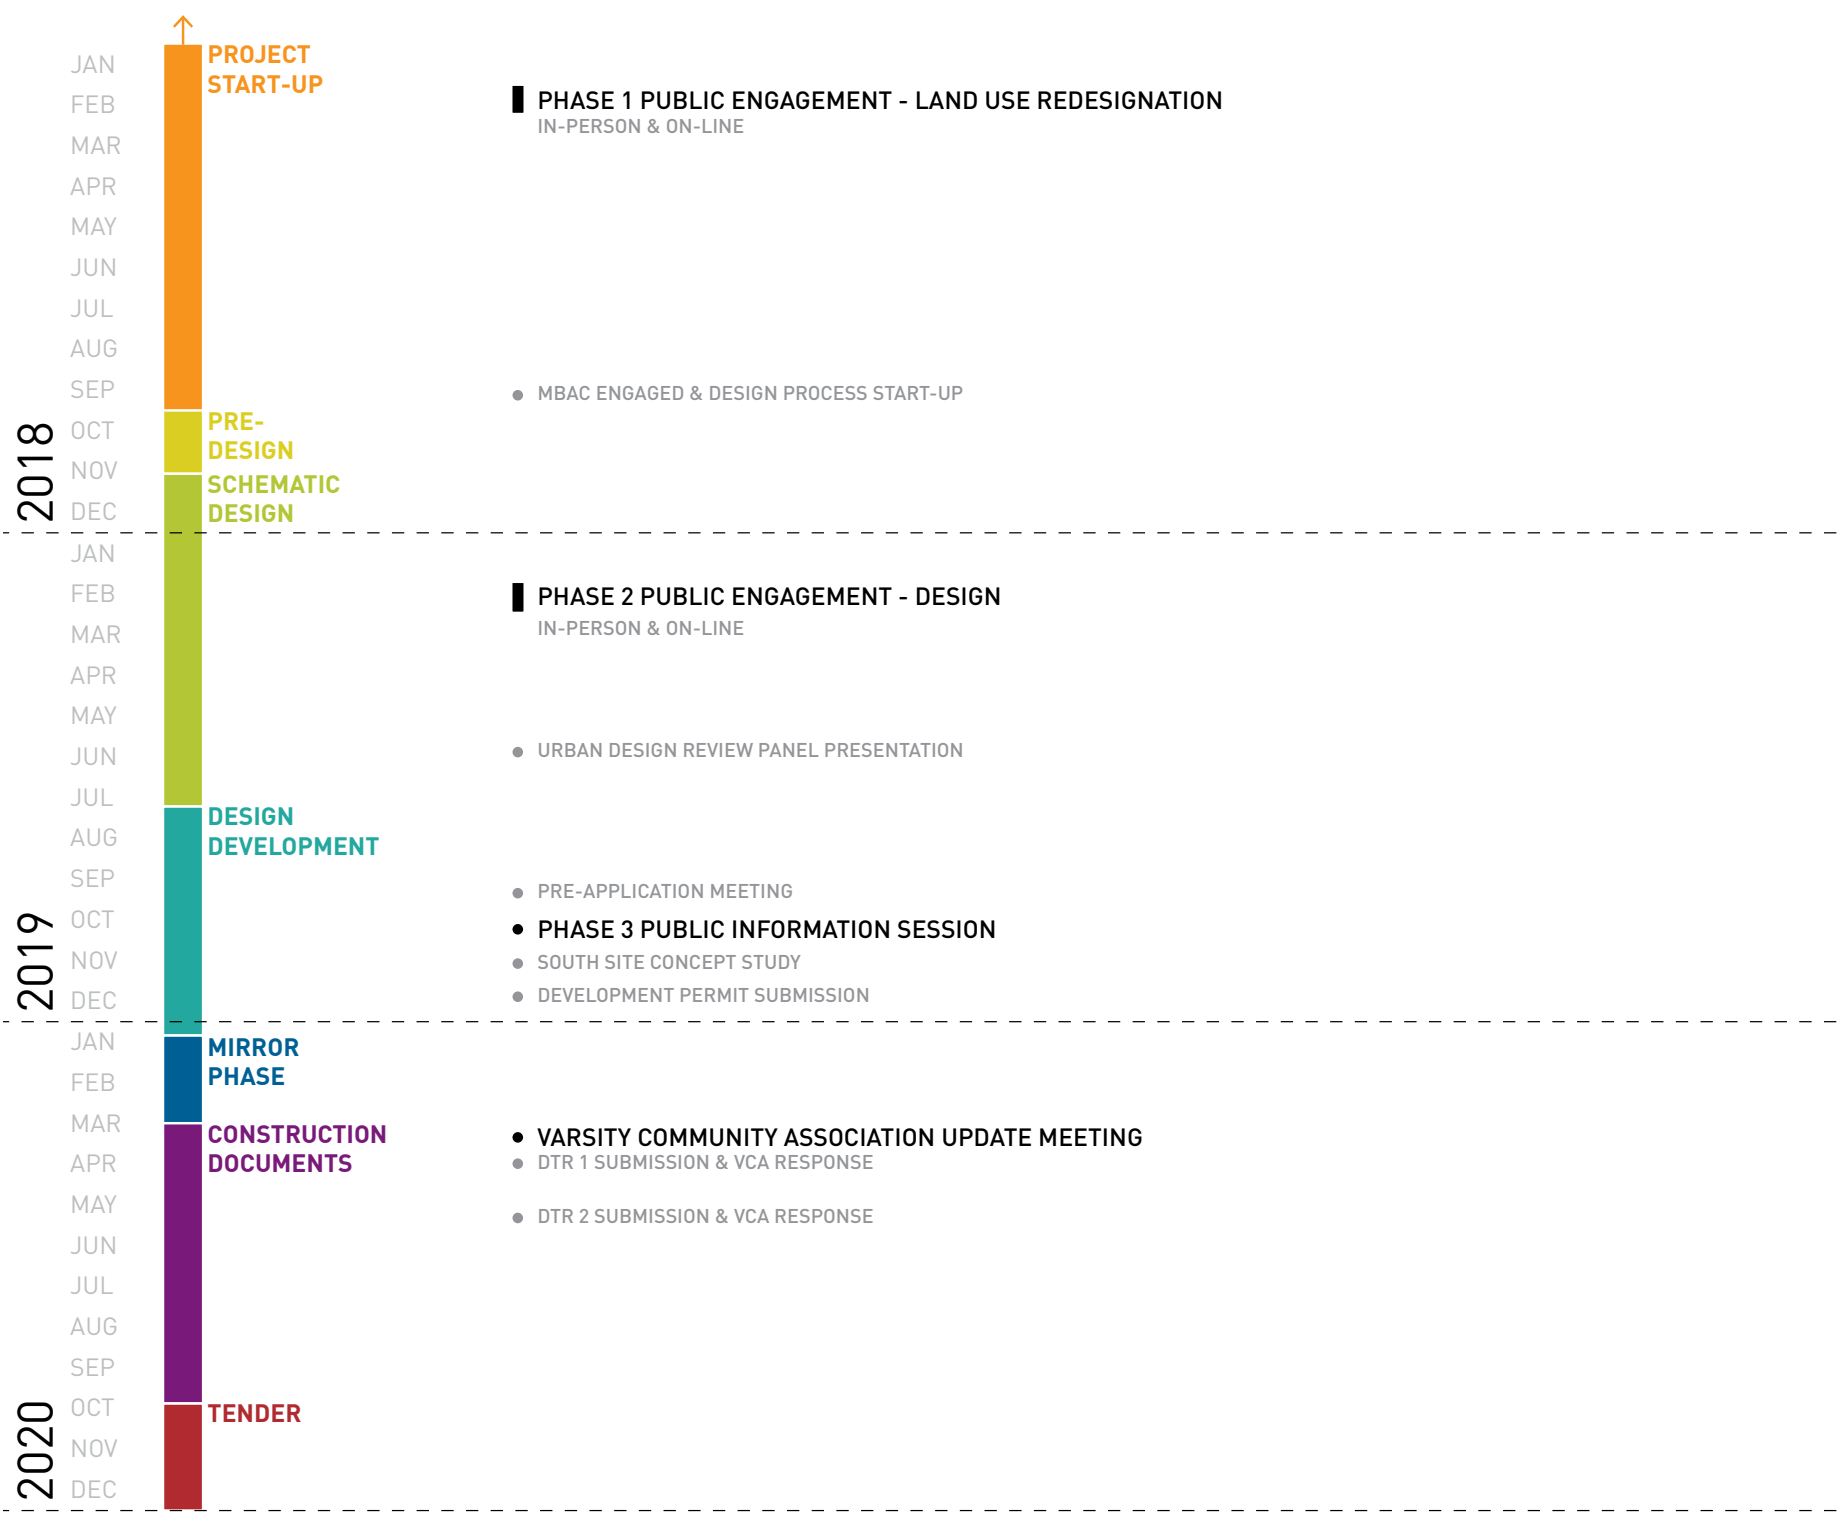 PROJECT
START-UP
JAN
FEB
PHASE 1 PUBLIC ENGAGEMENT - LAND USE REDESIGNATION
IN-PERSON & ON-LINE
MAR
APR
MAY
JUN
JUL
AUG
SEP
MBAC ENGAGED & DESIGN PROCESS START-UP
2018
OCT
PRE-
DESIGN
NOV
SCHEMATIC
DESIGN
DEC
JAN
FEB
PHASE 2 PUBLIC ENGAGEMENT - DESIGN
IN-PERSON & ON-LINE
MAR
APR
MAY
JUN
URBAN DESIGN REVIEW PANEL PRESENTATION
JUL
DESIGN
DEVELOPMENT
AUG
SEP
PRE-APPLICATION MEETING
2019
OCT
PHASE 3 PUBLIC INFORMATION SESSION
NOV
SOUTH SITE CONCEPT STUDY
DEC
DEVELOPMENT PERMIT SUBMISSION
JAN
MIRROR
PHASE
FEB
MAR
CONSTRUCTION
DOCUMENTS
VARSITY COMMUNITY ASSOCIATION UPDATE MEETING
APR
DTR 1 SUBMISSION & VCA RESPONSE
MAY
DTR 2 SUBMISSION & VCA RESPONSE
JUN
JUL
AUG
SEP
2020
OCT
TENDER
NOV
DEC